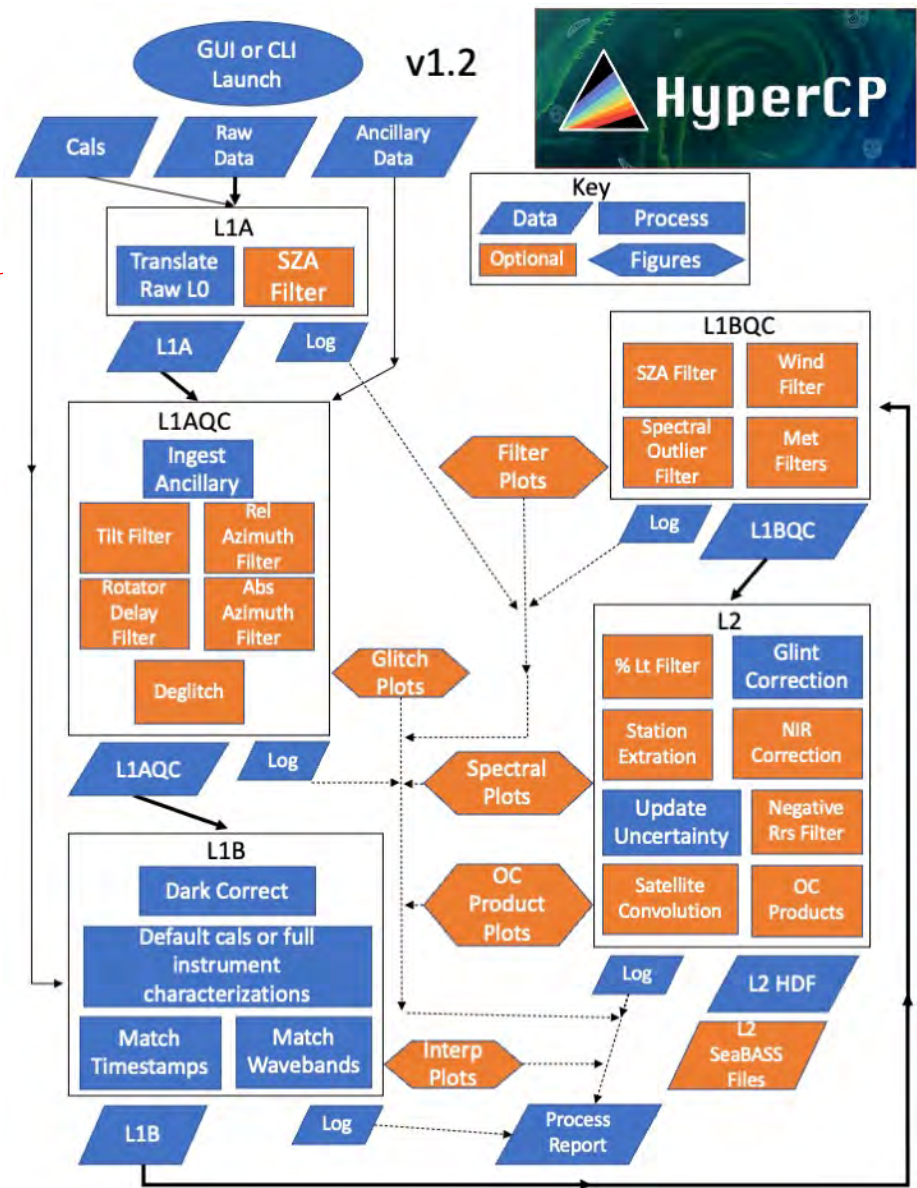 GUI or CLI
Launch
v1.2
HyperCP
Cals
Raw
Data
Ancillary
Data
Key
Data
Process
Optional
Figures
L1A
Translate
Raw L0
SZA
Filter
L1A
Log
L1AQC
Ingest
Ancillary
Tilt Filter
Rel
Azimuth
Filter
Rotator
Delay
Filter
Abs
Azimuth
Filter
Deglitch
Glitch
Plots
L1AQC
Log
L1B
Dark Correct
Default cals or full
instrument
characterizations
Match
Timestamps
Match
Wavebands
Interp
Plots
L1B
Log
Process
Report
L1BQC
SZA Filter
Wind
Filter
Spectral
Outlier
Filter
Met
Filters
Filter
Plots
Log
L1BQC
L2
% Lt Filter
Glint
Correction
Station
Extration
NIR
Correction
Update
Uncertainty
Negative
Rrs Filter
Satellite
Convolution
OC
Products
Spectral
Plots
OC
Product
Plots
Log
L2 HDF
L2
SeaBASS
Files